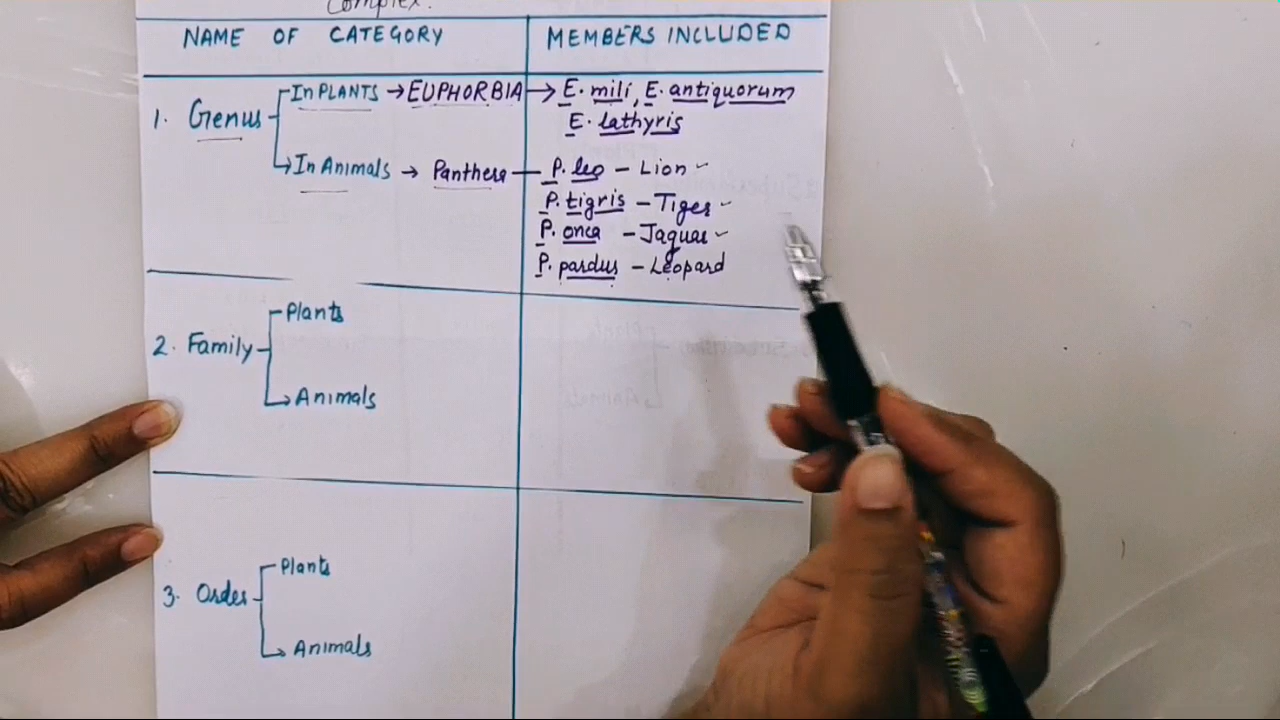 Complex.
NAME OF CATEGORY MEMBERS INCLUDED
1. Genus In PLANTS → EUPHORBIA → E. mili, E. antiquorum
E. lathyris
In Animals → Panthera – P. leo – Lion
P. tigris – Tiger
P. onca – Jaguar
P. pardus – Leopard
2. Family Plants
Animals
3. Order Plants
Animals